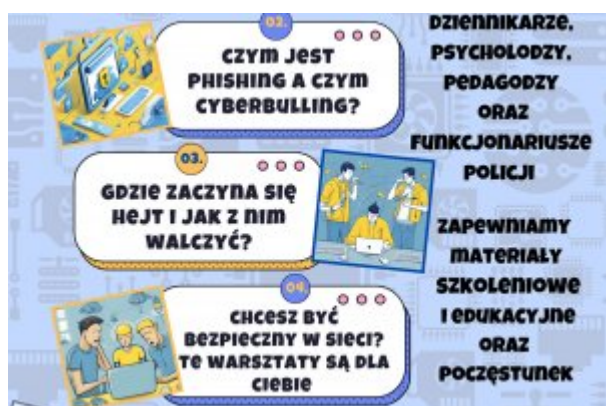 02.
CZYM JEST
PHISHING A CZYM
CYBERBULLING?
03.
GDZIE ZACZYNA SIĘ
HEJT I JAK Z NIM
WALCZYĆ?
04.
CHCESZ BYĆ
BEZPIECZNY W SIECI?
TE WARSZTATY SĄ DLA
CIEBIE
DZIENNIKARZE,
PSYCHOLODZY,
PEDAGODZY
ORAZ
FUNKCJONARIUSZE
POLICJI
ZAPEWNIAMY
MATERIAŁY
SZKOLENIOWE
I EDUKACYJNE
ORAZ
POCZĘSTUNEK